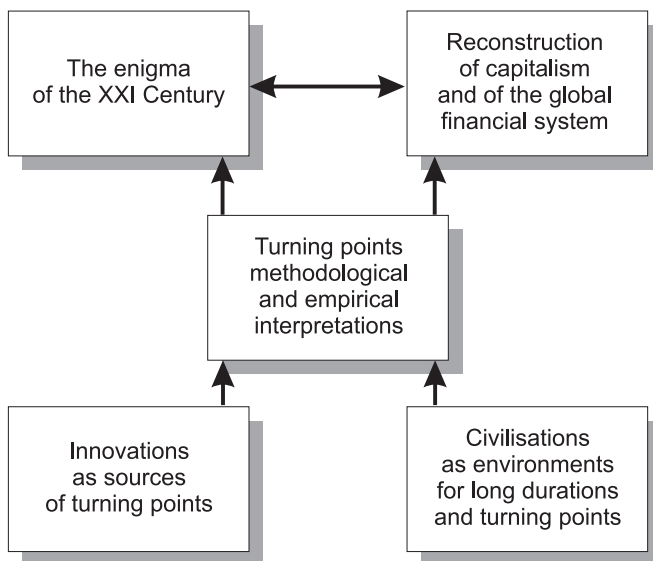 The enigma
of the XXI Century
Reconstruction
of capitalism
and of the global
financial system
Turning points
methodological
and empirical
interpretations
Innovations
as sources
of turning points
Civilisations
as environments
for long durations
and turning points